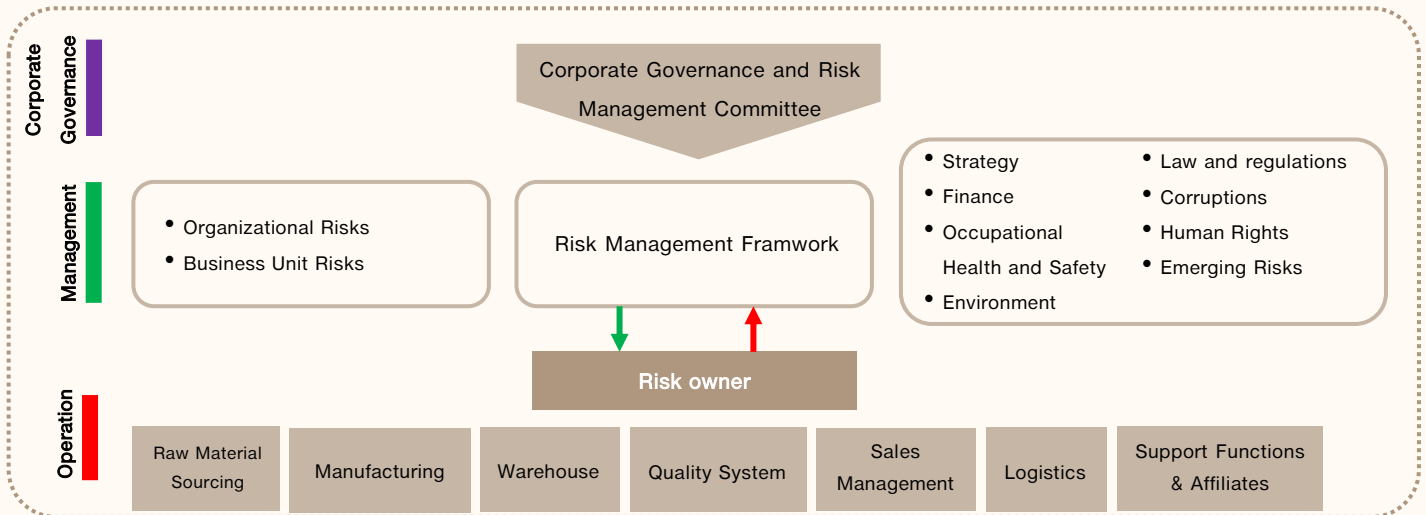 Corporate
Governance
Corporate Governance and Risk
Management Committee
Management
• Organizational Risks
• Business Unit Risks
Risk Management Framwork
• Strategy
• Finance
• Occupational
Health and Safety
• Environment
• Law and regulations
• Corruptions
• Human Rights
• Emerging Risks
Operation
Risk owner
Raw Material
Sourcing
Manufacturing
Warehouse
Quality System
Sales
Management
Logistics
Support Functions
& Affiliates